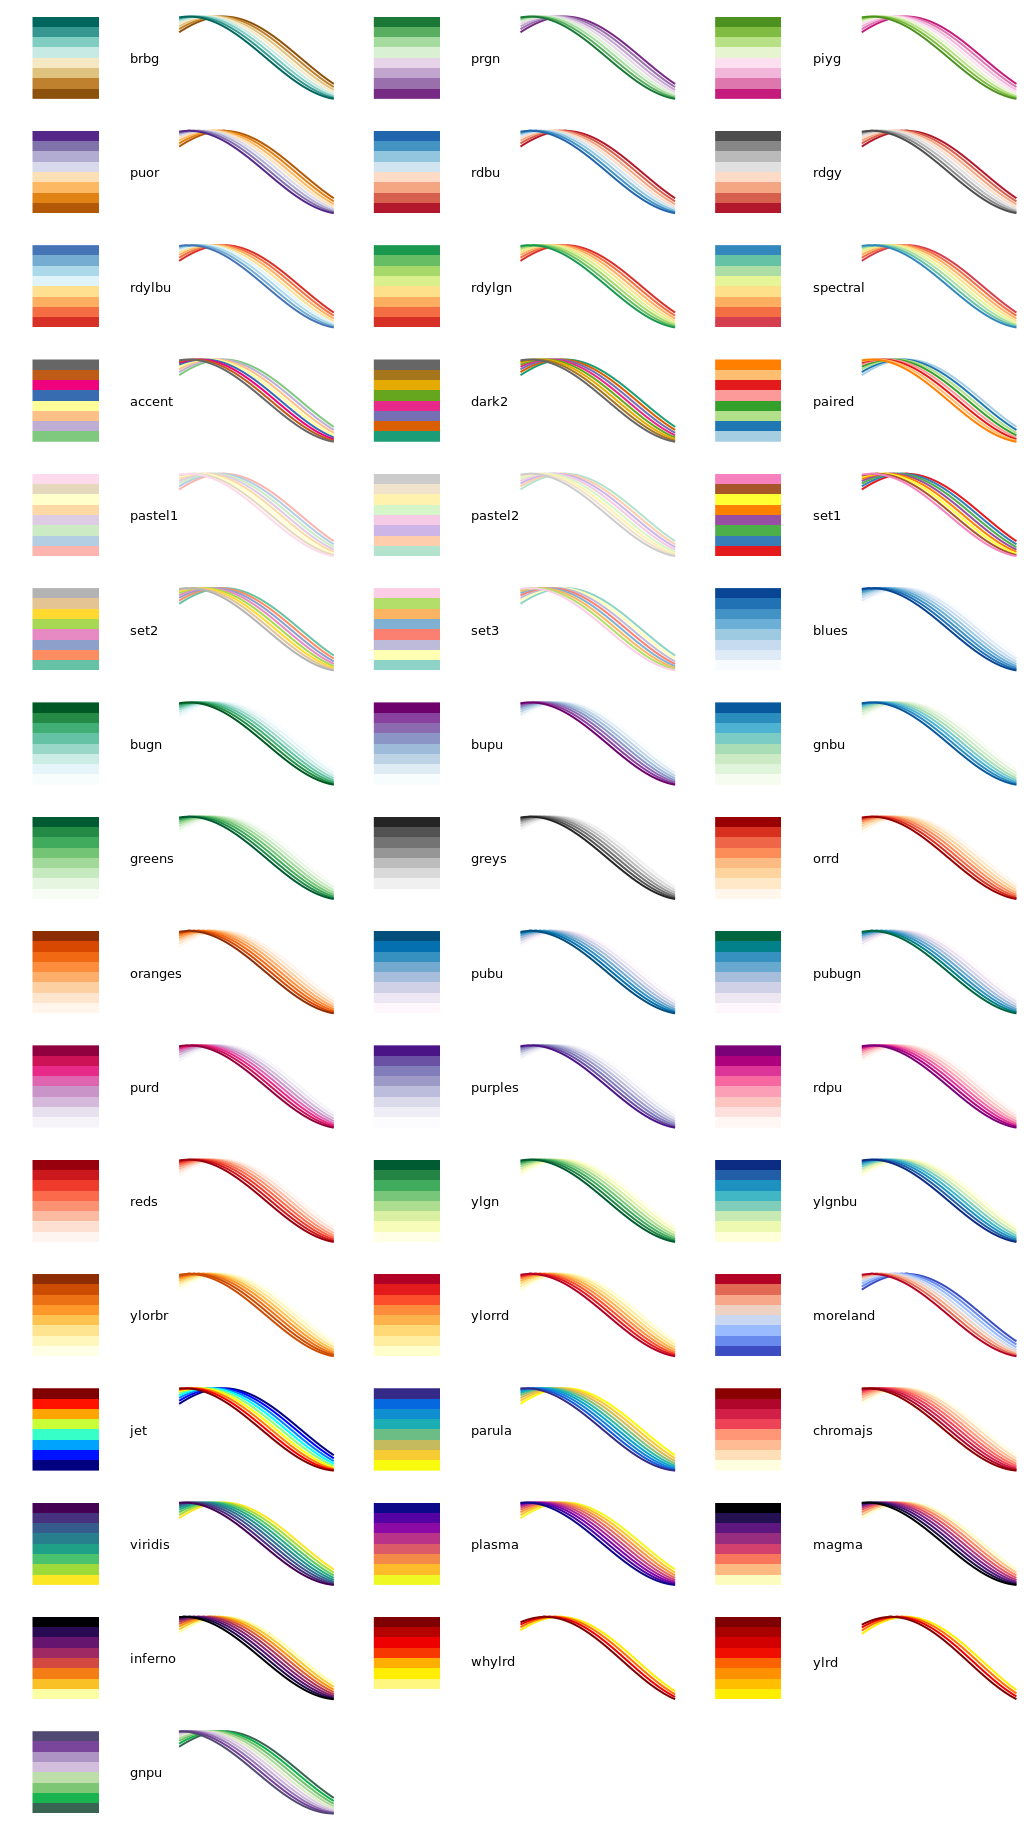 brbg
prgn
piyg
puor
rdbu
rdgy
rdylbu
rdylgn
spectral
accent
dark2
paired
pastel1
pastel2
set1
set2
set3
blues
bugn
bupu
gnbu
greens
greys
orrd
oranges
pubu
pubugn
purd
purples
rdpu
reds
ylgn
ylgnbu
ylorbr
ylorrd
moreland
jet
parula
chromajs
viridis
plasma
magma
inferno
whylrd
ylrd
gnpu